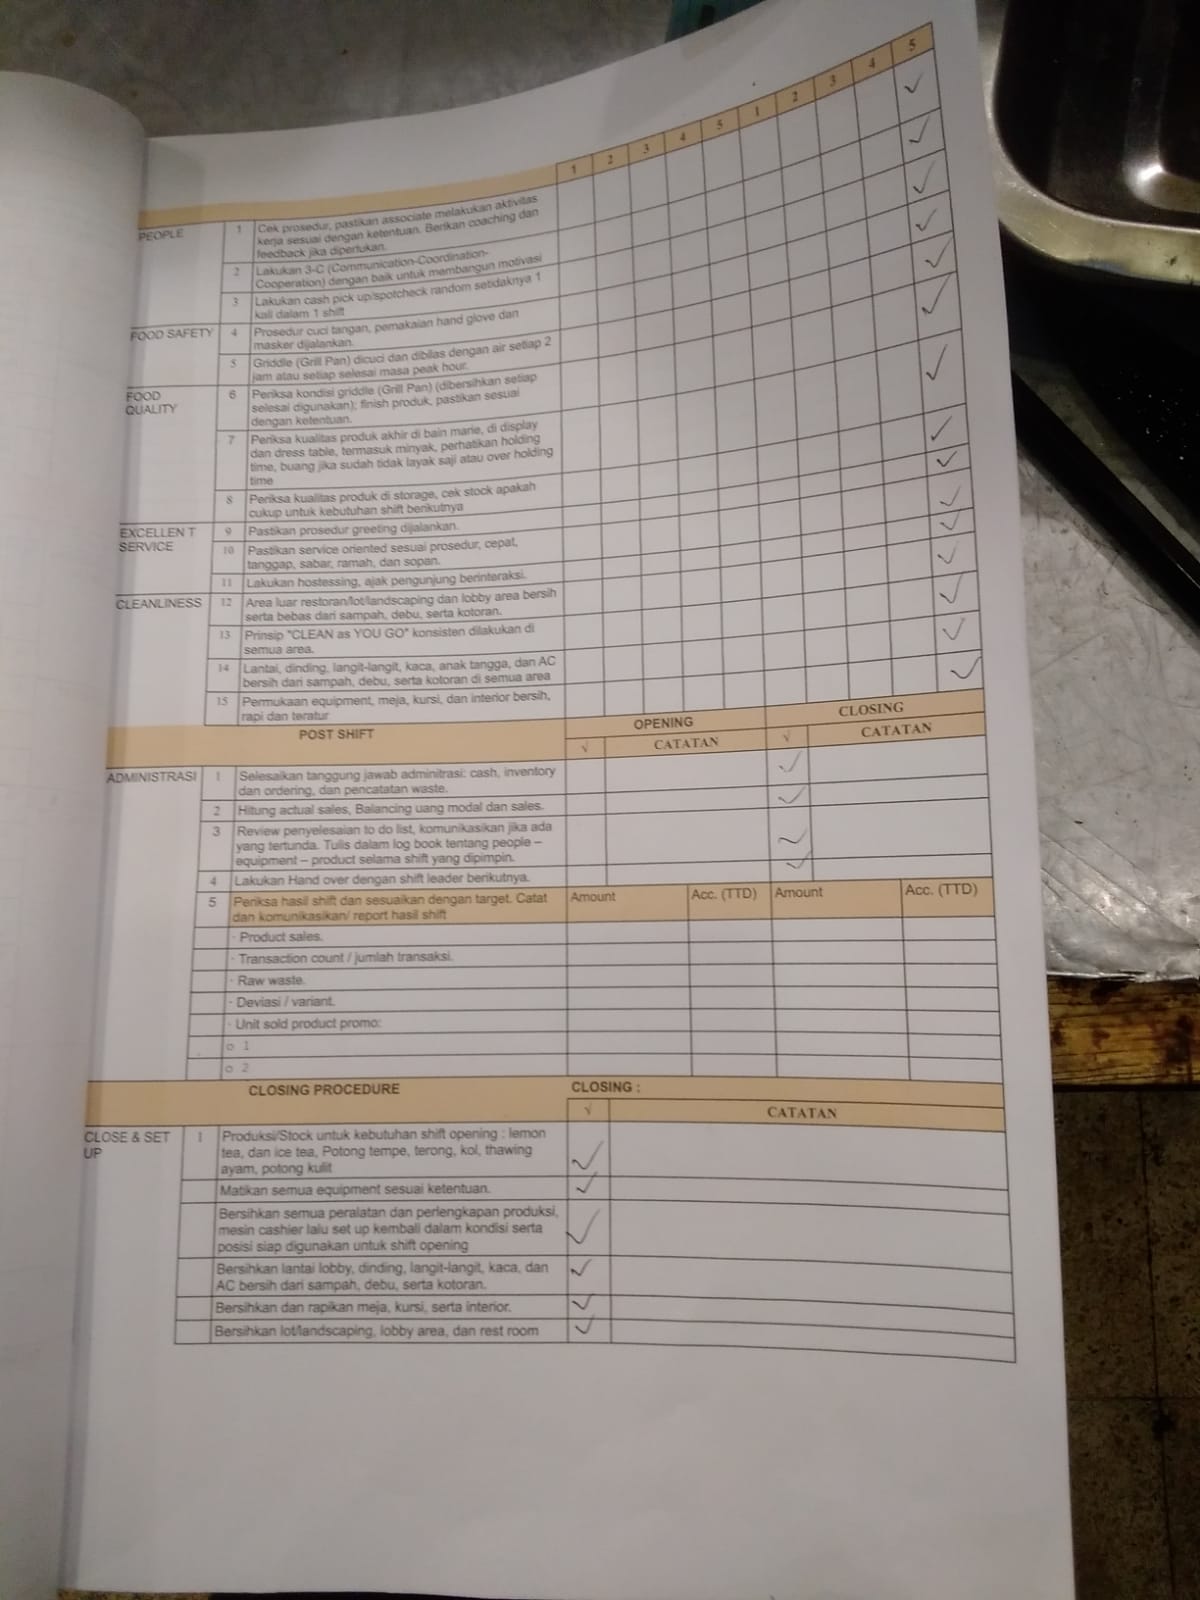 1 2 3 4 5 1 2 3 4 5
PEOPLE 1 Cek prosedur, pastikan associate melakukan aktivitas
kerja sesuai dengan ketentuan. Berikan coaching dan
feedback jika diperlukan.
2 Lakukan 3-C (Communication-Coordination-
Cooperation) dengan baik untuk membangun motivasi
3 Lakukan cash pick up/spotcheck random setidaknya 1
kali dalam 1 shift
FOOD SAFETY 4 Prosedur cuci tangan, pemakaian hand glove dan
masker dijalankan.
5 Griddle (Grill Pan) dicuci dan dibilas dengan air setiap 2
jam atau setiap selesai masa peak hour.
FOOD
QUALITY
6 Periksa kondisi griddle (Grill Pan) (dibersihkan setiap
selesai digunakan); finish produk, pastikan sesuai
dengan ketentuan.
7 Periksa kualitas produk akhir di bain marie, di display
dan dress table, termasuk minyak, perhatikan holding
time, buang jika sudah tidak layak saji atau over holding
time
8 Periksa kualitas produk di storage, cek stock apakah
cukup untuk kebutuhan shift berikutnya
EXCELLEN T
SERVICE
9 Pastikan prosedur greeting dijalankan.
10 Pastikan service oriented sesuai prosedur, cepat,
tanggap, sabar, ramah, dan sopan.
11 Lakukan hostessing, ajak pengunjung berinteraksi.
CLEANLINESS 12 Area luar restoran/lot/landscaping dan lobby area bersih
serta bebas dari sampah, debu, serta kotoran.
13 Prinsip "CLEAN as YOU GO" konsisten dilakukan di
semua area.
14 Lantai, dinding, langit-langit, kaca, anak tangga, dan AC
bersih dari sampah, debu, serta kotoran di semua area
15 Permukaan equipment, meja, kursi, dan interior bersih,
rapi dan teratur
POST SHIFT OPENING CLOSING
√ CATATAN √ CATATAN
ADMINISTRASI 1 Selesaikan tanggung jawab adminitrasi: cash, inventory
dan ordering, dan pencatatan waste.
2 Hitung actual sales, Balancing uang modal dan sales.
3 Review penyelesaian to do list, komunikasikan jika ada
yang tertunda. Tulis dalam log book tentang people –
equipment – product selama shift yang dipimpin.
4 Lakukan Hand over dengan shift leader berikutnya.
5 Periksa hasil shift dan sesuaikan dengan target. Catat
dan komunikasikan/ report hasil shift
Amount Acc. (TTD) Amount Acc. (TTD)
- Product sales.
- Transaction count / jumlah transaksi.
- Raw waste.
- Deviasi / variant.
- Unit sold product promo:
o 1
o 2
CLOSING PROCEDURE CLOSING :
√ CATATAN
CLOSE & SET
UP
1 Produksi/Stock untuk kebutuhan shift opening : lemon
tea, dan ice tea, Potong tempe, terong, kol, thawing
ayam, potong kulit
Matikan semua equipment sesuai ketentuan.
Bersihkan semua peralatan dan perlengkapan produksi,
mesin cashier lalu set up kembali dalam kondisi serta
posisi siap digunakan untuk shift opening
Bersihkan lantai lobby, dinding, langit-langit, kaca, dan
AC bersih dari sampah, debu, serta kotoran.
Bersihkan dan rapikan meja, kursi, serta interior.
Bersihkan lot/landscaping, lobby area, dan rest room